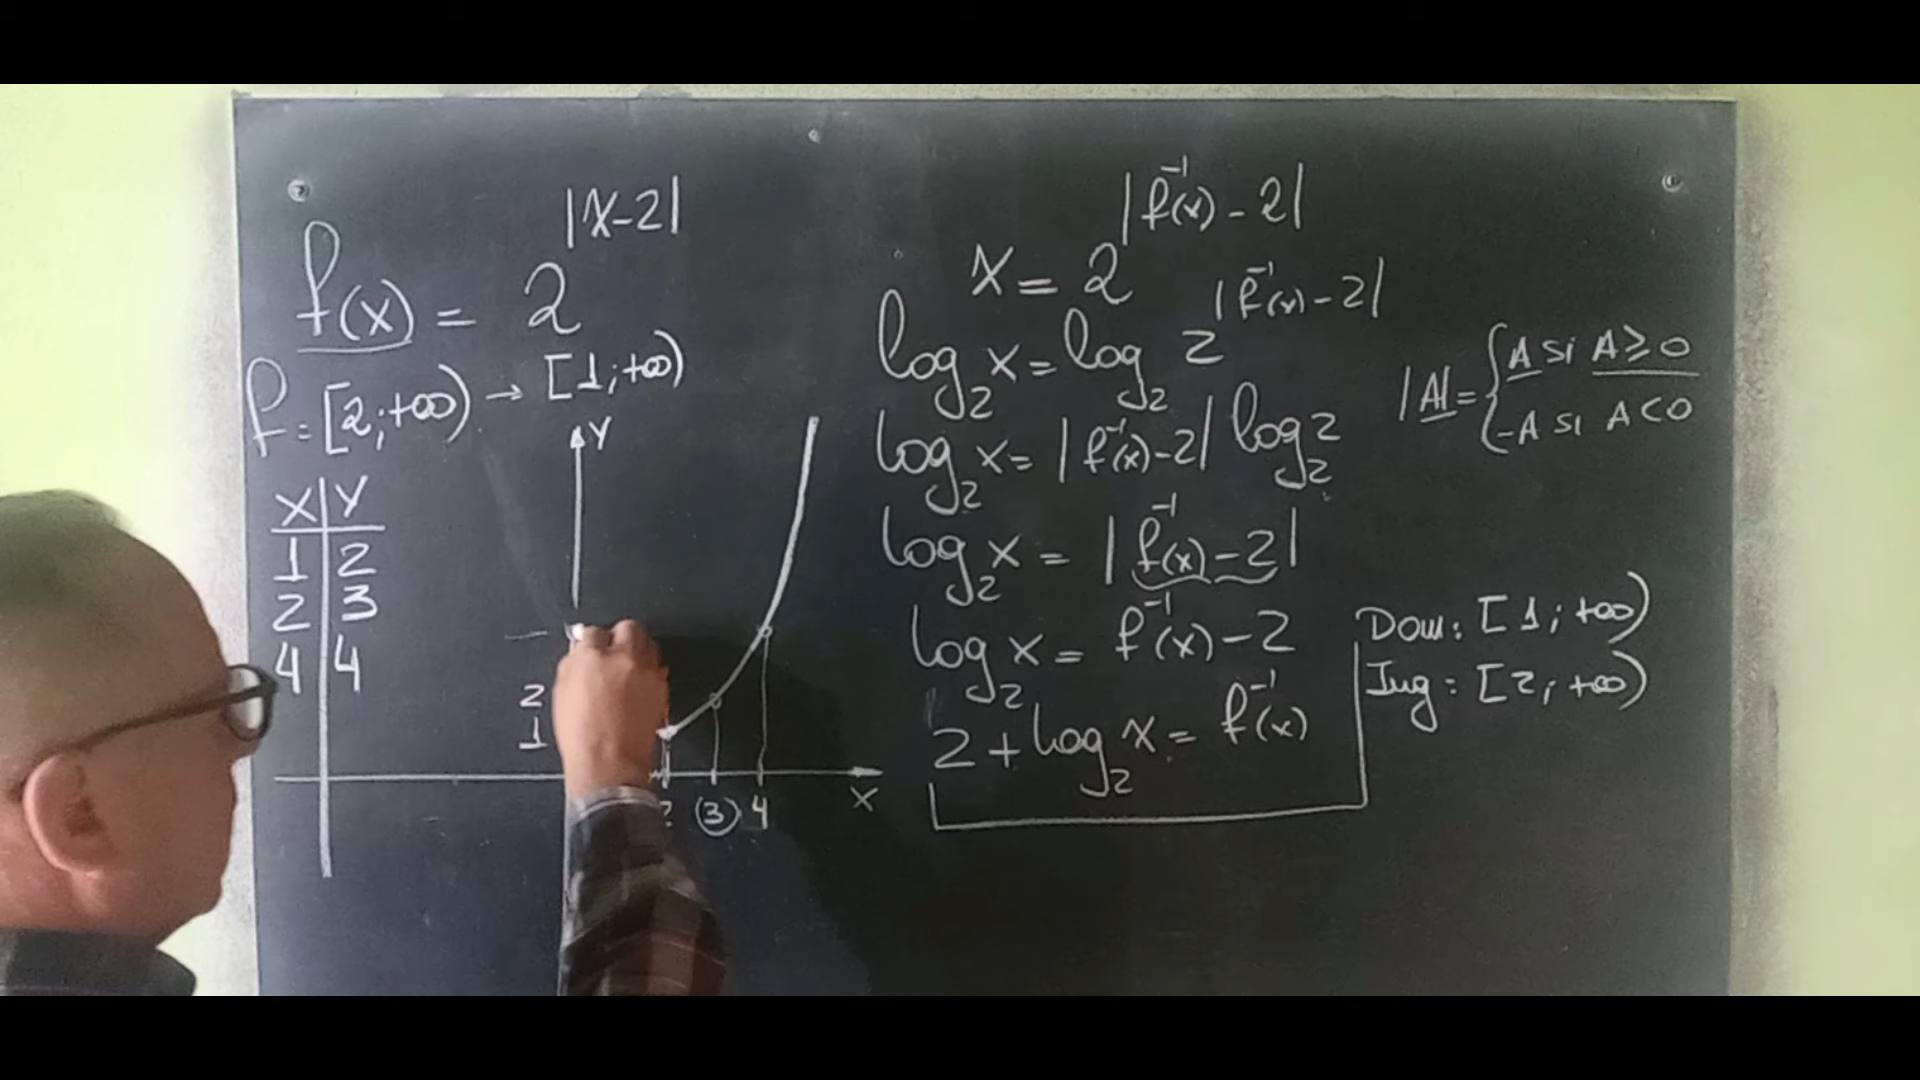 f(x) = 2^|x-2|
f = [2;+∞) → [1;+∞)
X | Y
1 | 2
2 | 3
4 | 4
Y
2
1
(3) 4 X
x = 2^|f⁻¹(x) - 2|
log₂ x = log₂ 2^|f⁻¹(x) - 2|
log₂ x = |f⁻¹(x) - 2| log₂ 2
log₂ x = |f⁻¹(x) - 2|
log₂ x = f⁻¹(x) - 2
2 + log₂ x = f⁻¹(x)
|A| = { A si A ≥ 0
-A si A < 0
Dom: [1; +∞)
Img: [2; +∞)